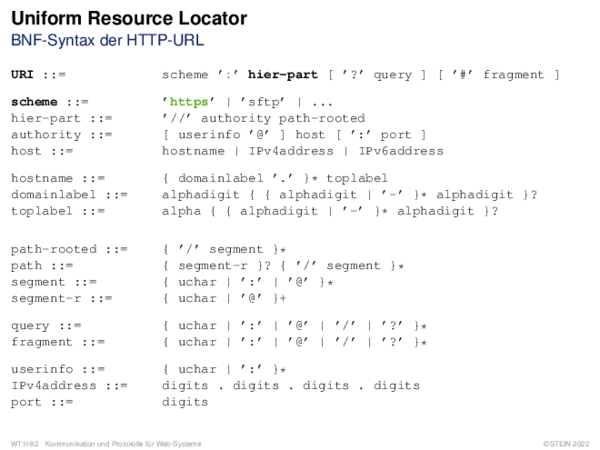 Uniform Resource Locator
BNF-Syntax der HTTP-URL
URI ::= scheme ’:’ hier-part [ ’?’ query ] [ ’#’ fragment ]
scheme ::= ’https’ | ’sftp’ | ...
hier-part ::= ’//’ authority path-rooted
authority ::= [ userinfo ’@’ ] host [ ’:’ port ]
host ::= hostname | IPv4address | IPv6address
hostname ::= { domainlabel ’.’ }* toplabel
domainlabel ::= alphadigit { { alphadigit | ’-’ }* alphadigit }?
toplabel ::= alpha { { alphadigit | ’-’ }* alphadigit }?
path-rooted ::= { ’/’ segment }*
path ::= { segment-r }? { ’/’ segment }*
segment ::= { uchar | ’:’ | ’@’ }*
segment-r ::= { uchar | ’@’ }+
query ::= { uchar | ’:’ | ’@’ | ’/’ | ’?’ }*
fragment ::= { uchar | ’:’ | ’@’ | ’/’ | ’?’ }*
userinfo ::= { uchar | ’:’ }*
IPv4address ::= digits . digits . digits . digits
port ::= digits
WT:II-82 Kommunikation und Protokolle für Web-Systeme ©STEIN 2022